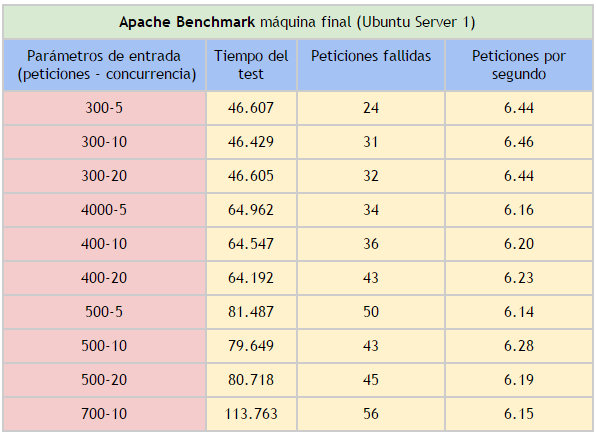 Apache Benchmark máquina final (Ubuntu Server 1)
Parámetros de entrada (peticiones - concurrencia) Tiempo del test Peticiones fallidas Peticiones por segundo
300-5 46.607 24 6.44
300-10 46.429 31 6.46
300-20 46.605 32 6.44
4000-5 64.962 34 6.16
400-10 64.547 36 6.20
400-20 64.192 43 6.23
500-5 81.487 50 6.14
500-10 79.649 43 6.28
500-20 80.718 45 6.19
700-10 113.763 56 6.15